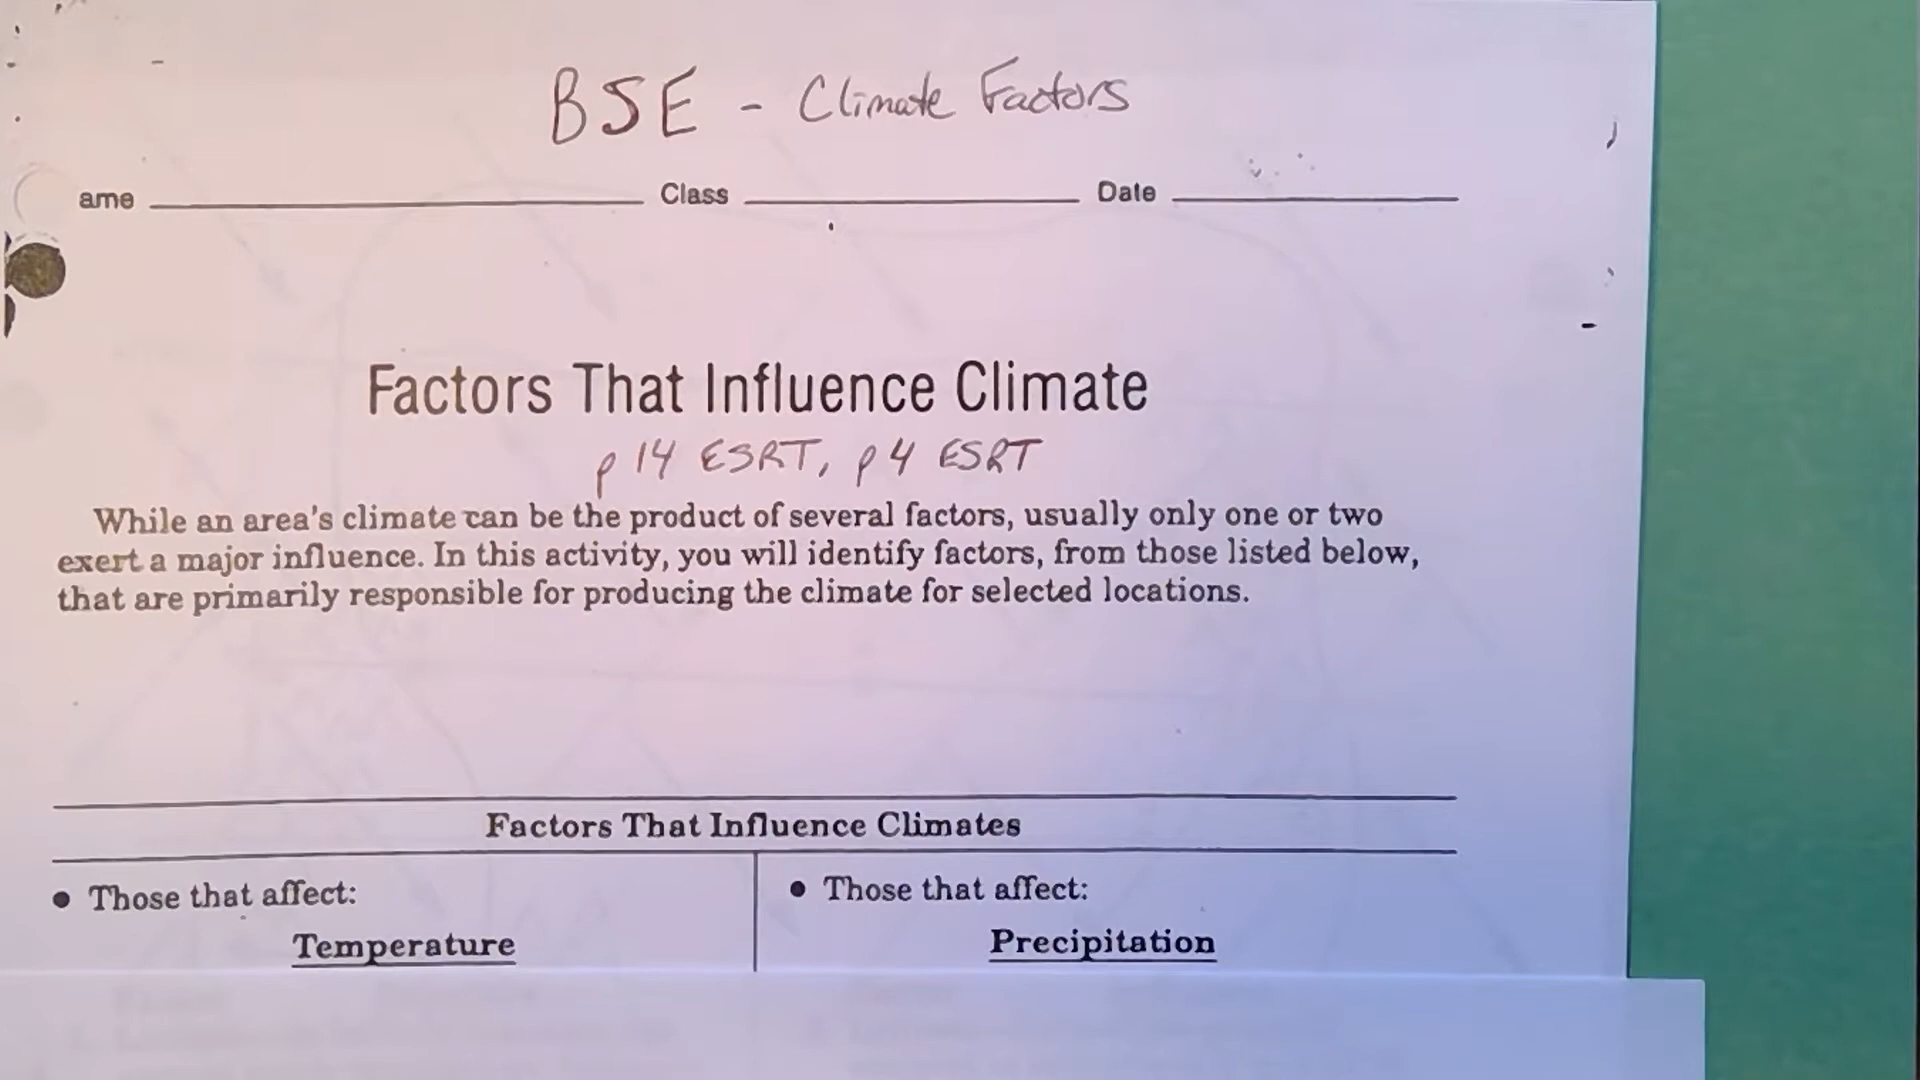 BSE - Climate Factors
ame Class Date
Factors That Influence Climate
p 14 ESRT, p 4 ESRT
While an area's climate can be the product of several factors, usually only one or two
exert a major influence. In this activity, you will identify factors, from those listed below,
that are primarily responsible for producing the climate for selected locations.
Factors That Influence Climates
• Those that affect:
Temperature
• Those that affect:
Precipitation